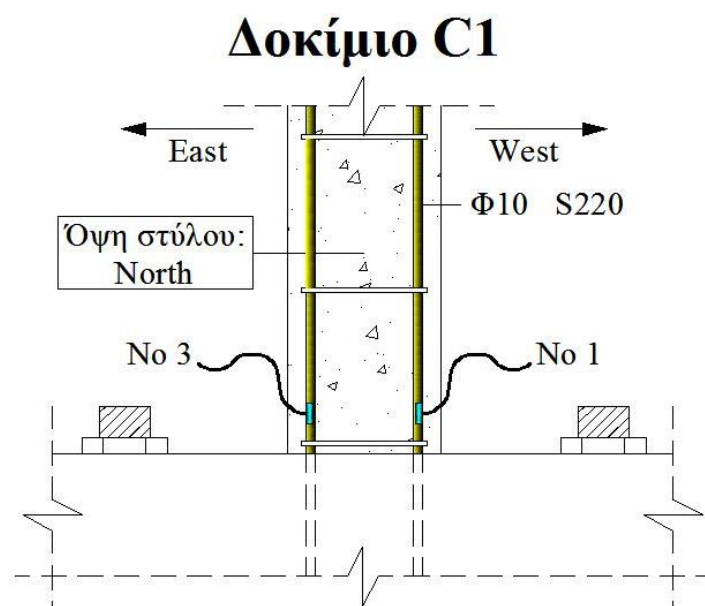 Δοκίμιο C1
East
West
Φ10 S220
Όψη στύλου:
North
No 3
No 1